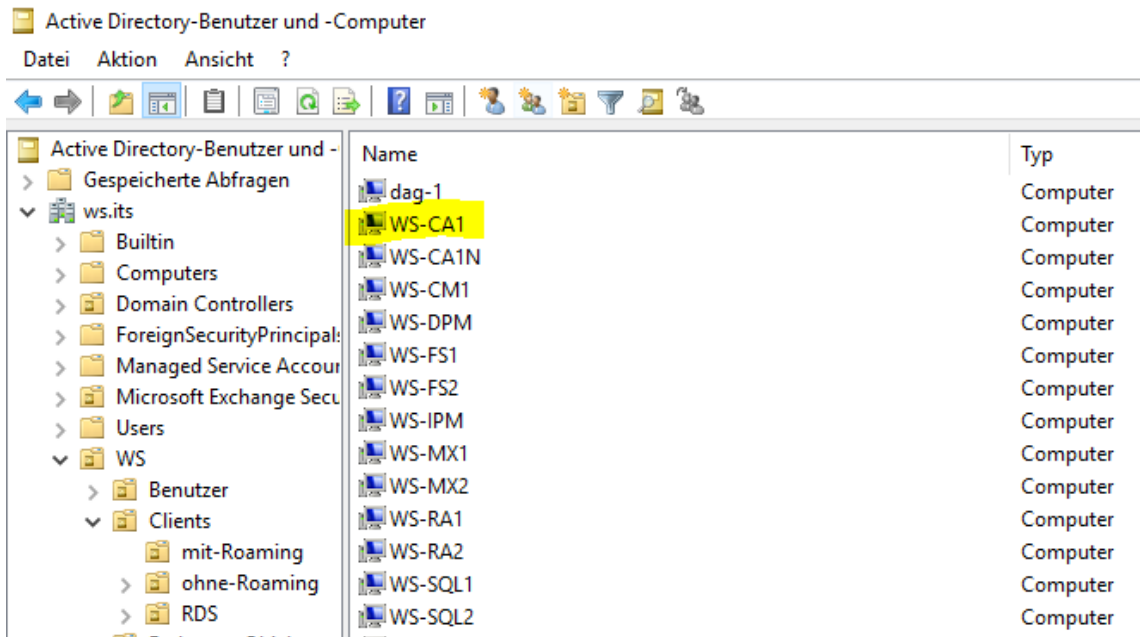 Active Directory-Benutzer und -Computer
Datei Aktion Ansicht ?
Active Directory-Benutzer und -
Gespeicherte Abfragen
ws.its
Builtin
Computers
Domain Controllers
ForeignSecurityPrincipals
Managed Service Accour
Microsoft Exchange Secu
Users
WS
Benutzer
Clients
mit-Roaming
ohne-Roaming
RDS
Name Typ
dag-1 Computer
WS-CA1 Computer
WS-CA1N Computer
WS-CM1 Computer
WS-DPM Computer
WS-FS1 Computer
WS-FS2 Computer
WS-IPM Computer
WS-MX1 Computer
WS-MX2 Computer
WS-RA1 Computer
WS-RA2 Computer
WS-SQL1 Computer
WS-SQL2 Computer